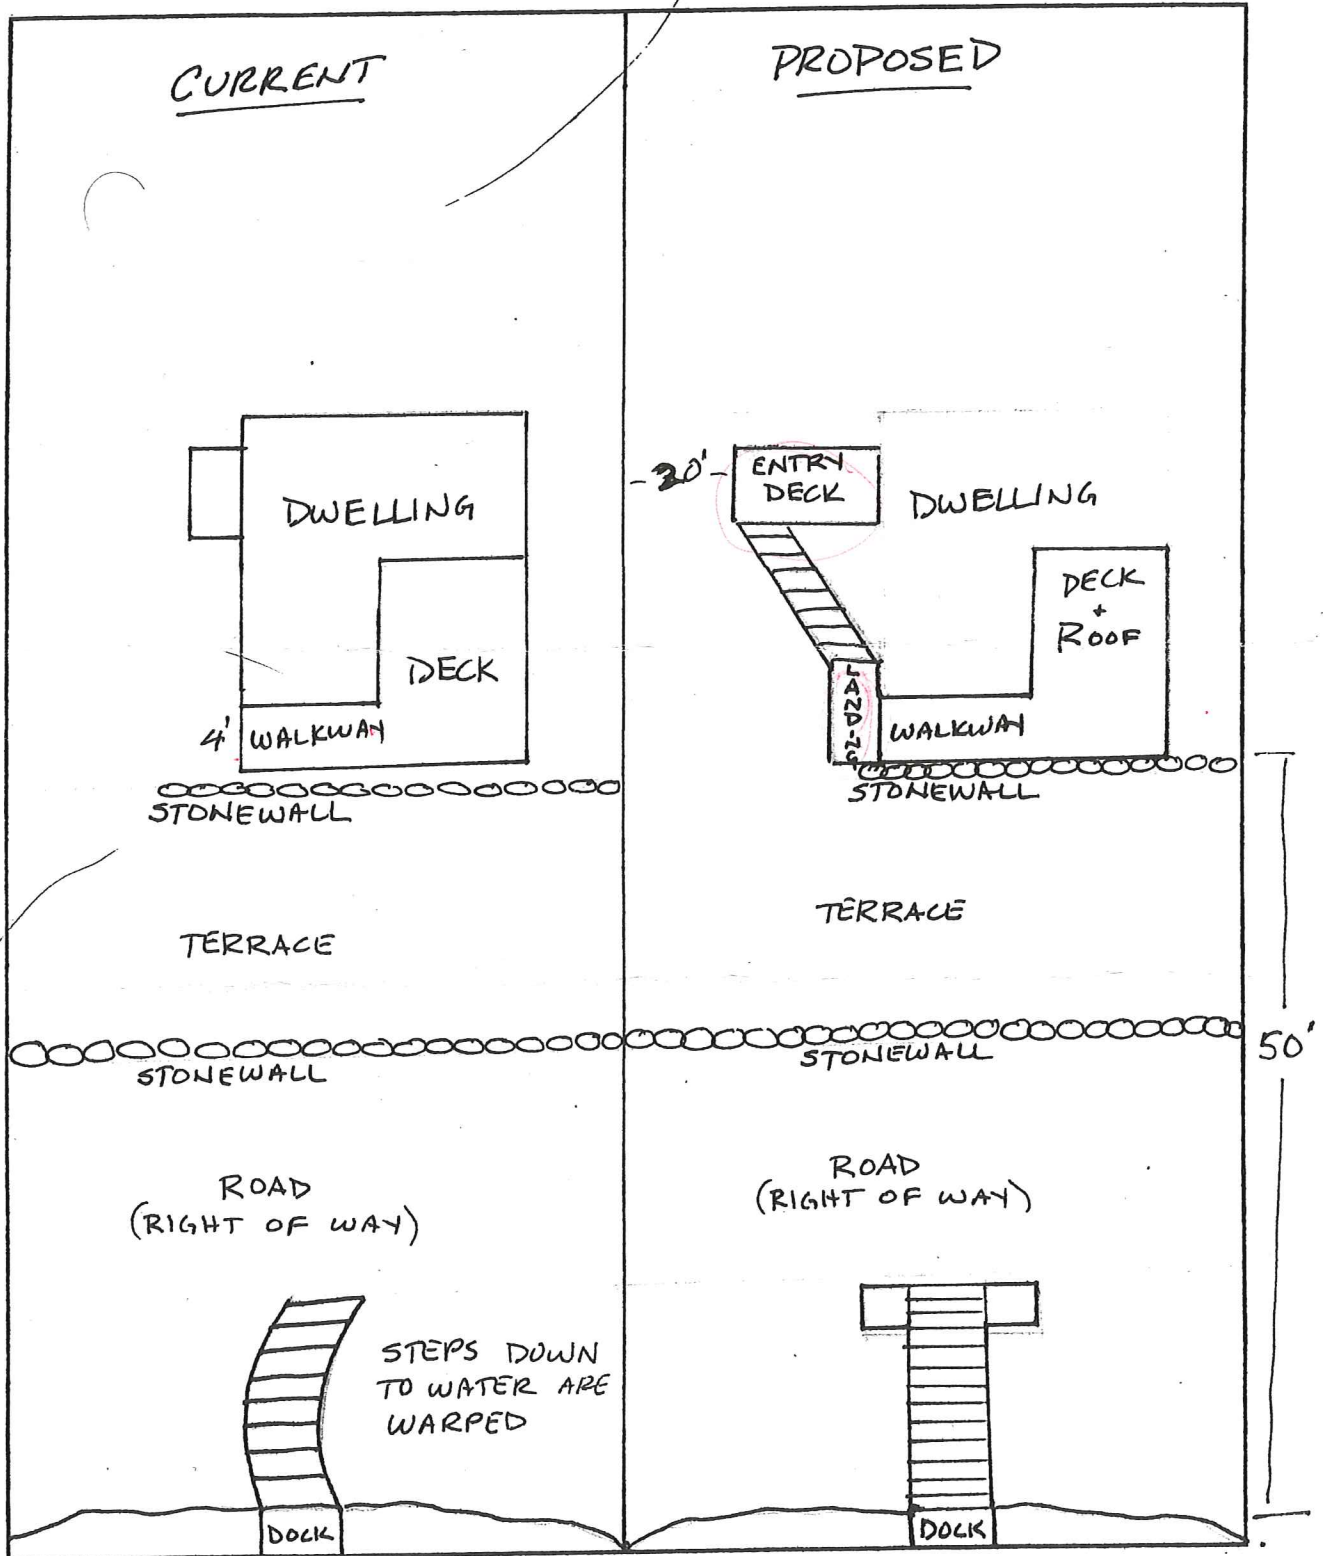 CURRENT
DWELLING
DECK
4' WALKWAY
STONEWALL
TERRACE
STONEWALL
ROAD
(RIGHT OF WAY)
STEPS DOWN
TO WATER ARE
WARPED
DOCK
PROPOSED
-20'-
ENTRY
DECK
DWELLING
DECK
+
ROOF
LANDING
WALKWAY
STONEWALL
TERRACE
STONEWALL
50'
ROAD
(RIGHT OF WAY)
DOCK